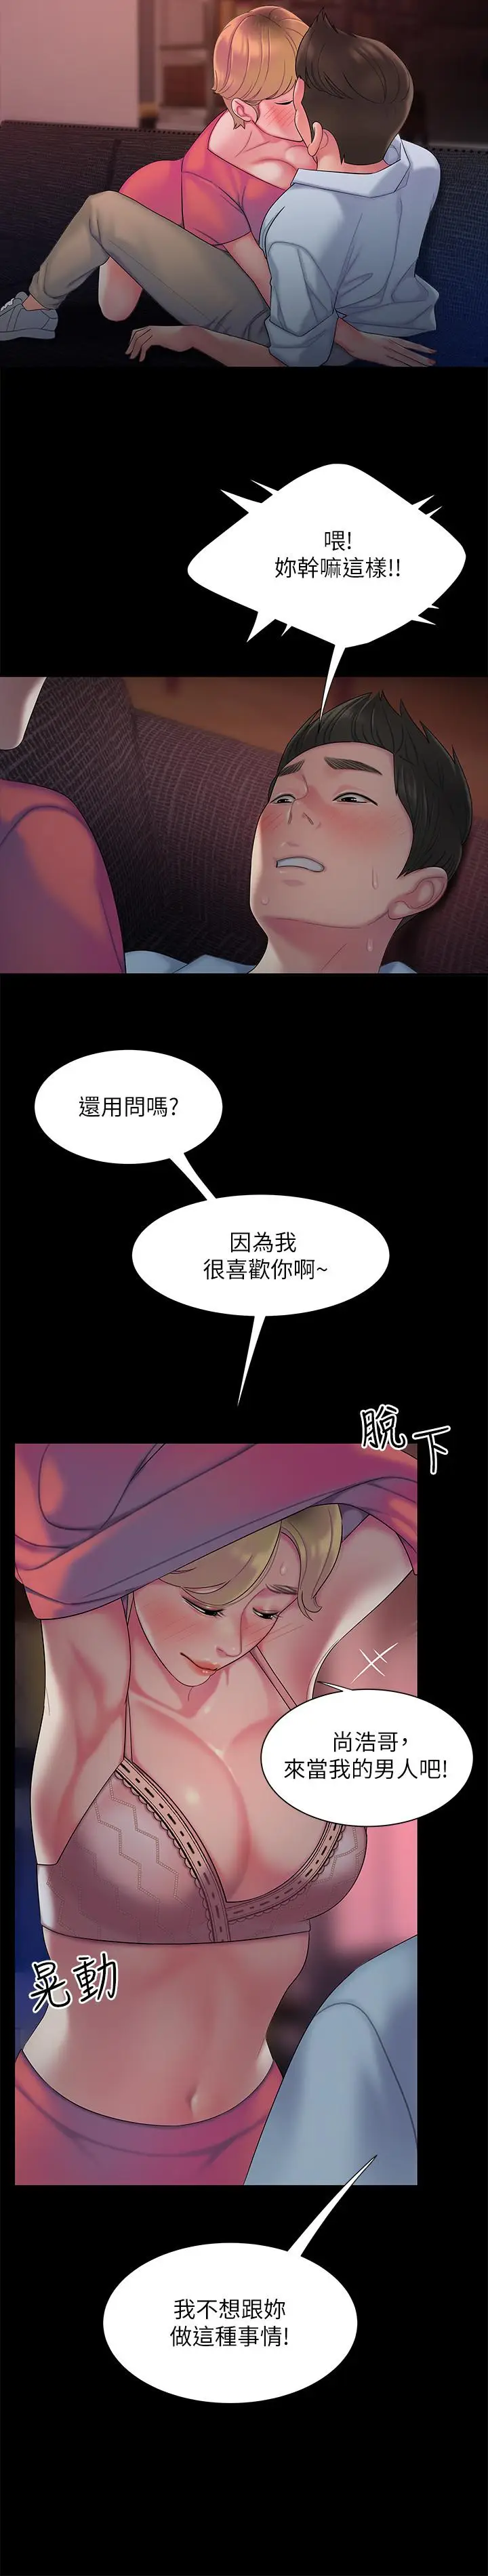 喂!
妳幹嘛這樣!!
還用問嗎?
因為我
很喜歡你啊~
脫下
尚浩哥,
來當我的男人吧!
晃動
我不想跟妳
做這種事情!